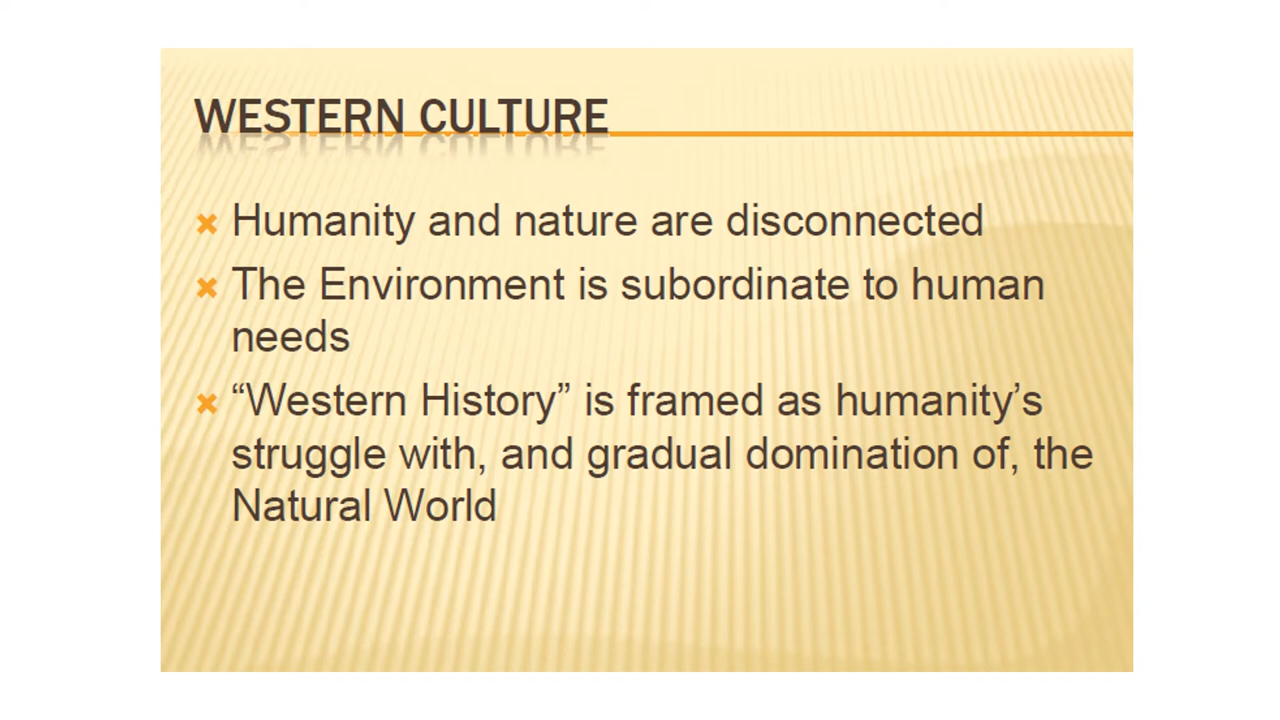 WESTERN CULTURE
Humanity and nature are disconnected
The Environment is subordinate to human
needs
“Western History” is framed as humanity’s
struggle with, and gradual domination of, the
Natural World